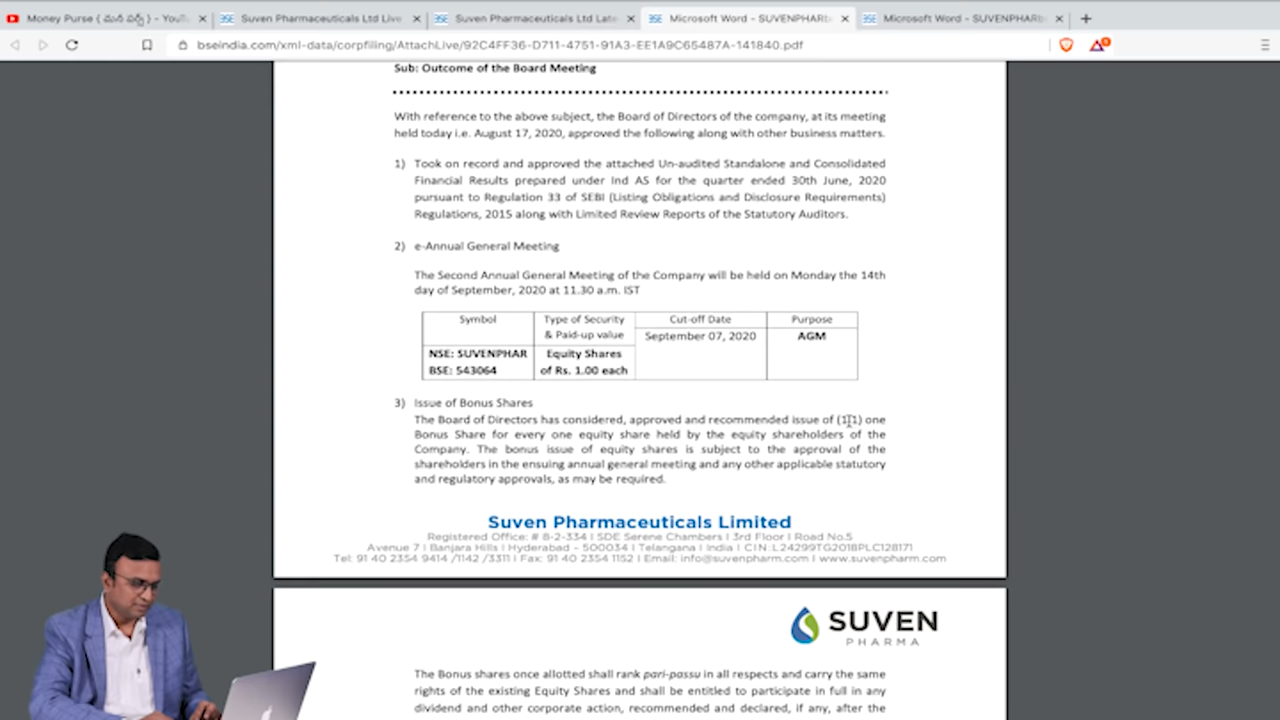 Money Purse { మనీ పర్స్ } - YouTu
Suven Pharmaceuticals Ltd Live
Suven Pharmaceuticals Ltd Late
Microsoft Word - SUVENPHARb
Microsoft Word - SUVENPHARb
bseindia.com/xml-data/corpfiling/AttachLive/92C4FF36-D711-4751-91A3-EE1A9C65487A-141840.pdf
Sub: Outcome of the Board Meeting
With reference to the above subject, the Board of Directors of the company, at its meeting
held today i.e. August 17, 2020, approved the following along with other business matters.
1) Took on record and approved the attached Un-audited Standalone and Consolidated
Financial Results prepared under Ind AS for the quarter ended 30th June, 2020
pursuant to Regulation 33 of SEBI (Listing Obligations and Disclosure Requirements)
Regulations, 2015 along with Limited Review Reports of the Statutory Auditors.
2) e-Annual General Meeting
The Second Annual General Meeting of the Company will be held on Monday the 14th
day of September, 2020 at 11.30 a.m. IST
Symbol Type of Security Cut-off Date Purpose
& Paid-up value September 07, 2020 AGM
NSE: SUVENPHAR Equity Shares
BSE: 543064 of Rs. 1.00 each
3) Issue of Bonus Shares
The Board of Directors has considered, approved and recommended issue of (1:1) one
Bonus Share for every one equity share held by the equity shareholders of the
Company. The bonus issue of equity shares is subject to the approval of the
shareholders in the ensuing annual general meeting and any other applicable statutory
and regulatory approvals, as may be required.
Suven Pharmaceuticals Limited
Registered Office: # 8-2-334 I SDE Serene Chambers I 3rd Floor I Road No.5
Avenue 7 I Banjara Hills I Hyderabad - 500034 I Telangana I India I CIN:L24299TG2018PLC128171
Tel: 91 40 2354 9414 /1142 /3311 I Fax: 91 40 2354 1152 I Email: info@suvenpharm.com I www.suvenpharm.com
SUVEN
PHARMA
The Bonus shares once allotted shall rank pari-passu in all respects and carry the same
rights of the existing Equity Shares and shall be entitled to participate in full in any
dividend and other corporate action, recommended and declared, if any, after the